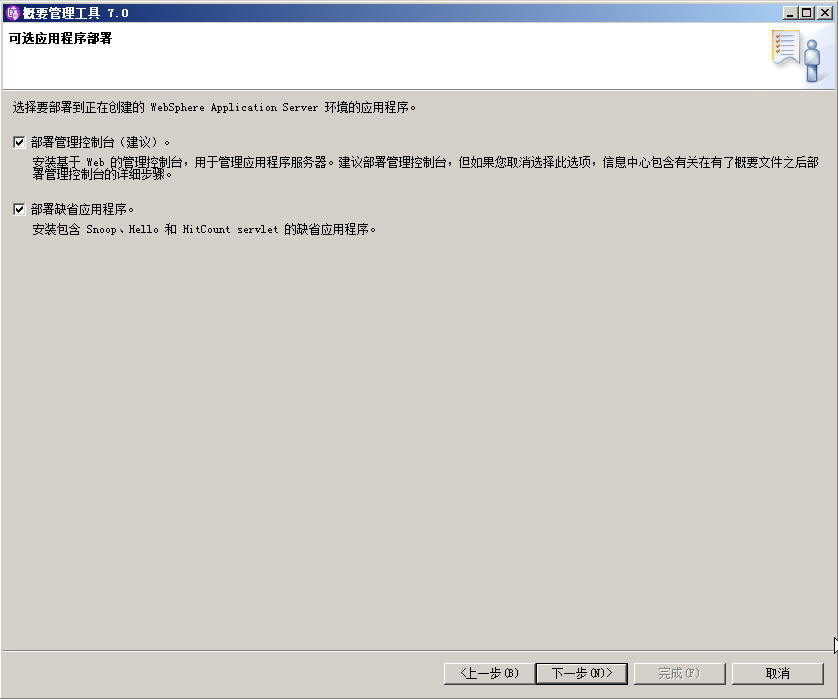 概要管理工具 7.0
可选应用程序部署
选择要部署到正在创建的 WebSphere Application Server 环境的应用程序。
部署管理控制台（建议）。
安装基于 Web 的管理控制台，用于管理应用程序服务器。建议部署管理控制台，但如果您取消选择此选项，信息中心包含有关在有了概要文件之后部
署管理控制台的详细步骤。
部署缺省应用程序。
安装包含 Snoop、Hello 和 HitCount servlet 的缺省应用程序。
<上一步(B) 下一步(N)> 完成(F) 取消